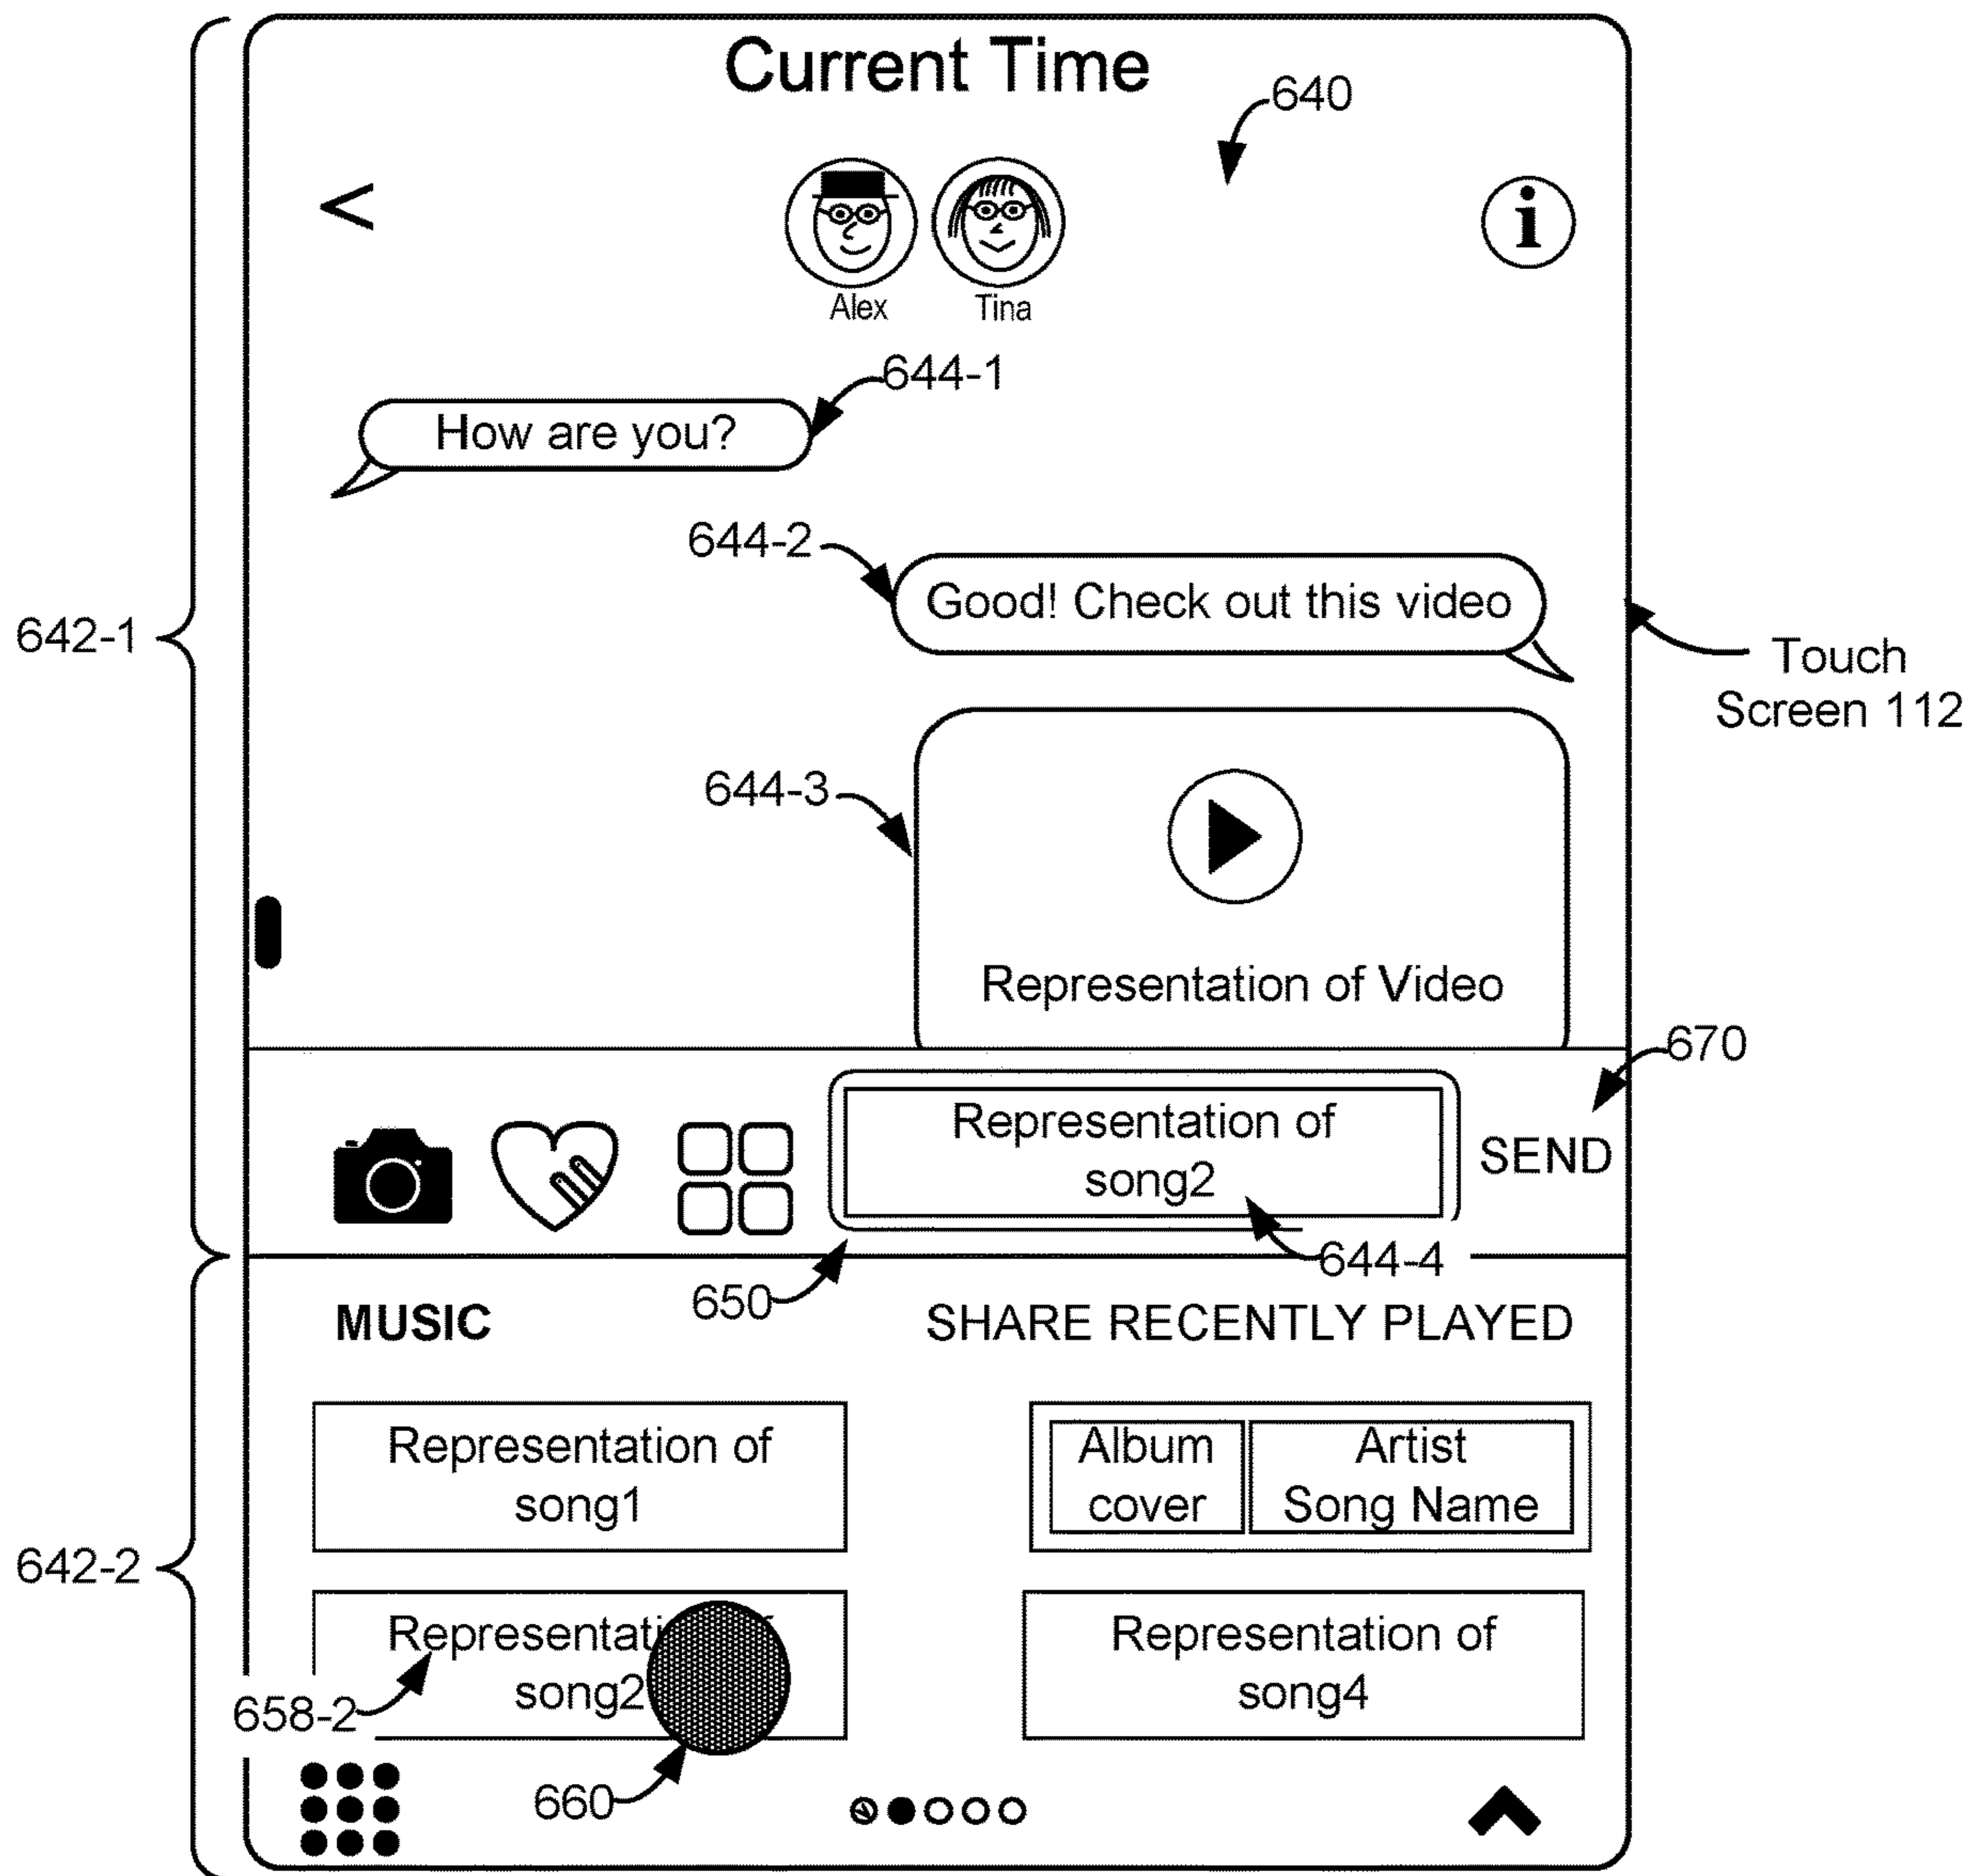 Current Time
640
<
i
Alex
Tina
644-1
How are you?
644-2
Good! Check out this video
642-1
Touch
Screen 112
644-3
Representation of Video
670
Representation of
song2
SEND
644-4
650
MUSIC
SHARE RECENTLY PLAYED
Representation of
song1
Album
cover
Artist
Song Name
642-2
Representati f
song2
Representation of
song4
658-2
660